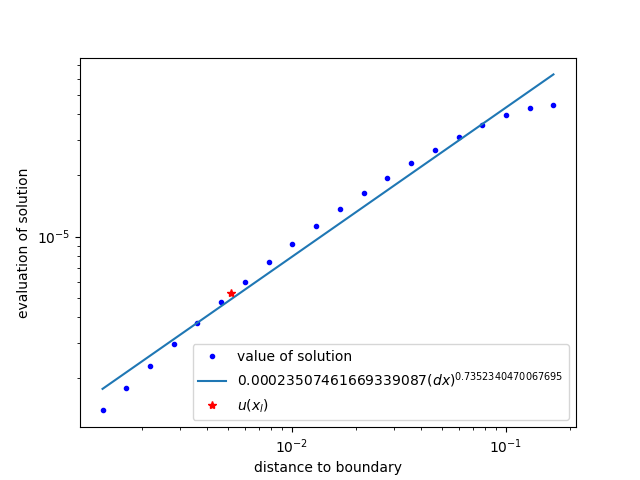 evaluation of solution
10⁻⁵
value of solution
0.00023507461669339087(dx)^0.7352340470067695
u(x_l)
10⁻² 10⁻¹
distance to boundary